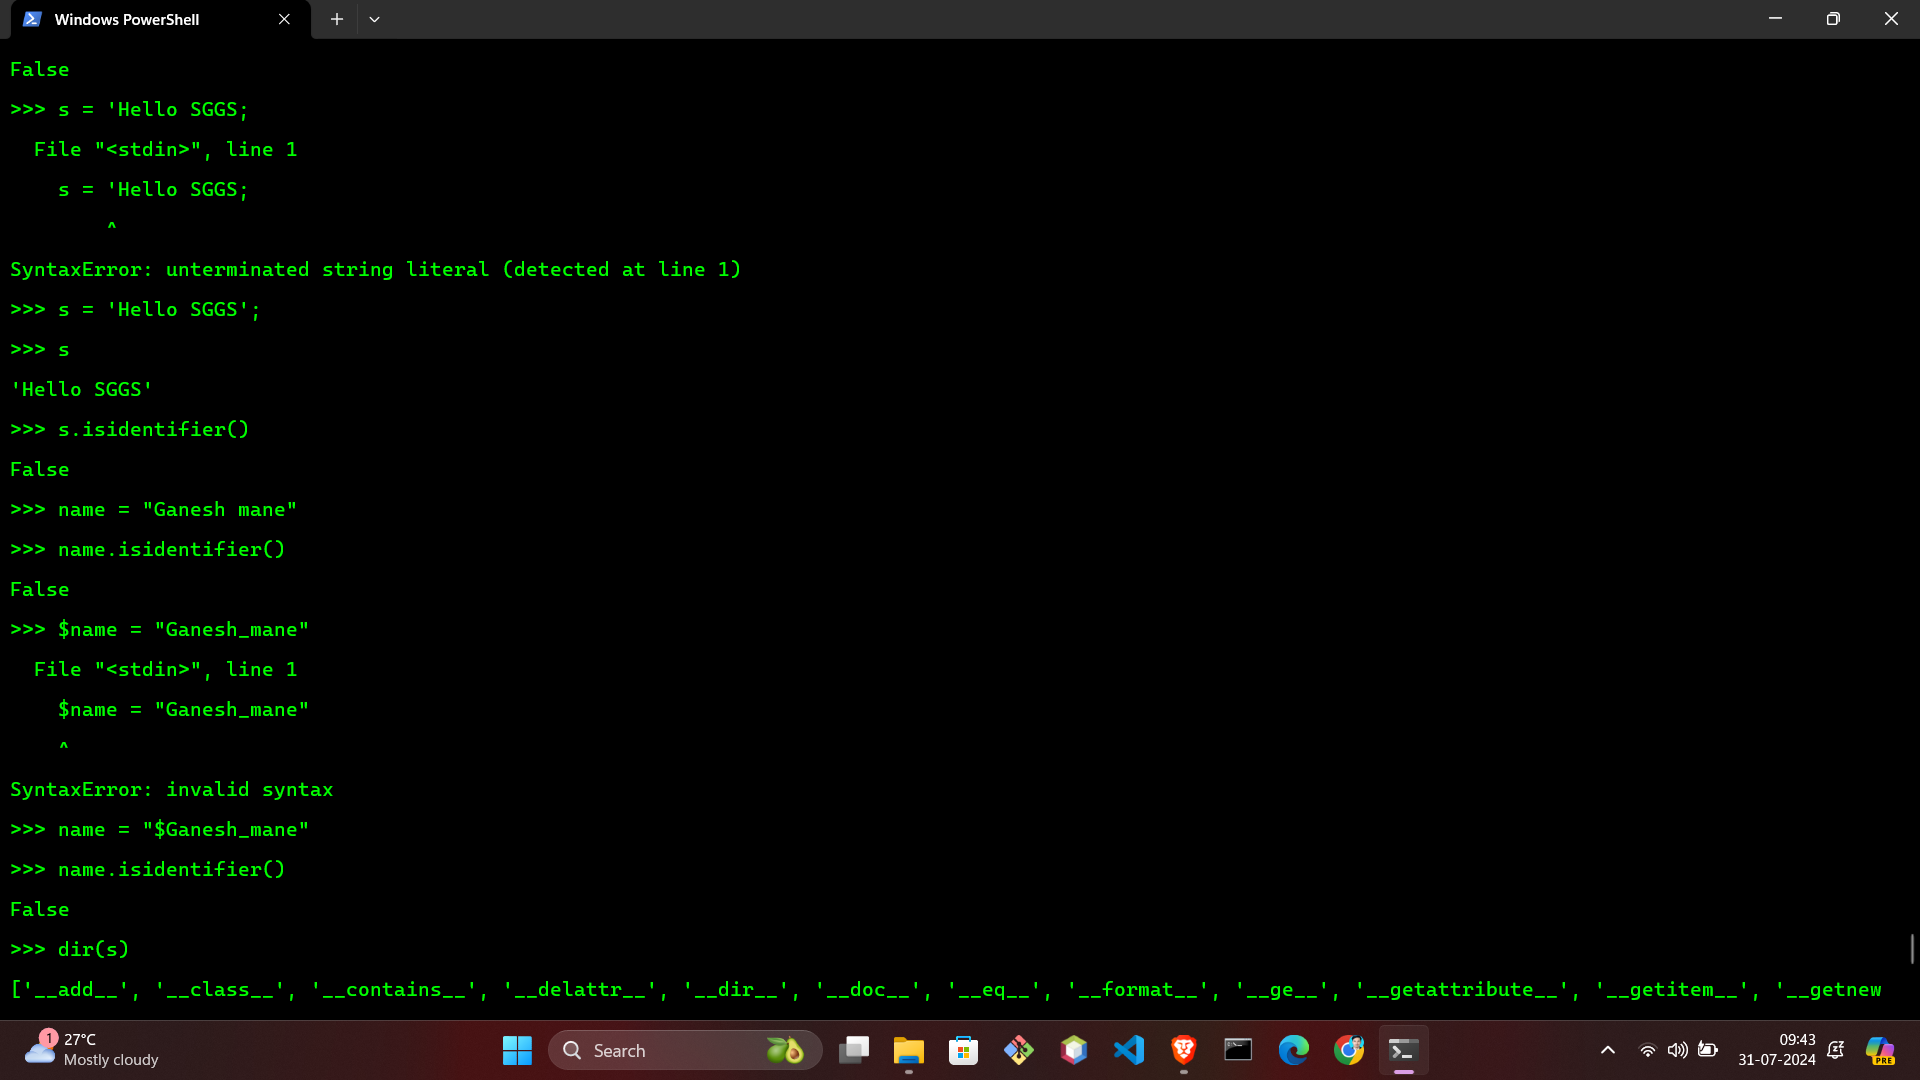 Windows PowerShell
False
>>> s = 'Hello SGGS;
  File "<stdin>", line 1
    s = 'Hello SGGS;
        ^
SyntaxError: unterminated string literal (detected at line 1)
>>> s = 'Hello SGGS';
>>> s
'Hello SGGS'
>>> s.isidentifier()
False
>>> name = "Ganesh mane"
>>> name.isidentifier()
False
>>> $name = "Ganesh_mane"
  File "<stdin>", line 1
    $name = "Ganesh_mane"
    ^
SyntaxError: invalid syntax
>>> name = "$Ganesh_mane"
>>> name.isidentifier()
False
>>> dir(s)
['__add__', '__class__', '__contains__', '__delattr__', '__dir__', '__doc__', '__eq__', '__format__', '__ge__', '__getattribute__', '__getitem__', '__getnew
1
27°C
Mostly cloudy
Search
09:43
31-07-2024
PRE